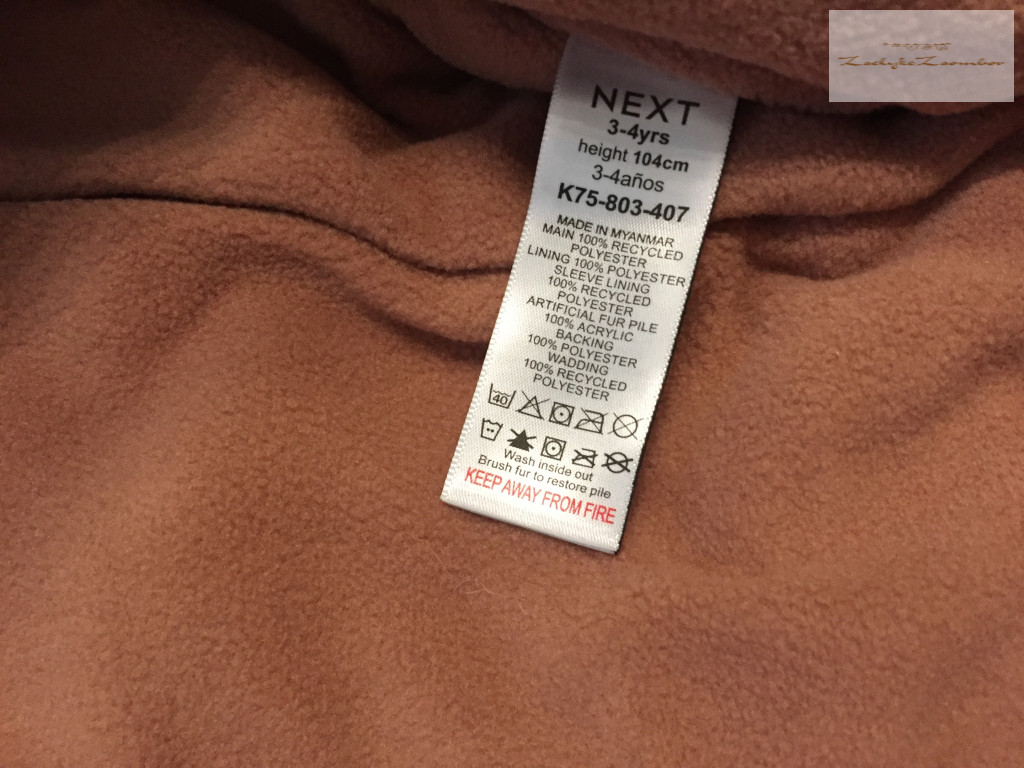 NEXT
3-4yrs
height 104cm
3-4años
K75-803-407
MADE IN MYANMAR
MAIN 100% RECYCLED
POLYESTER
LINING 100% POLYESTER
SLEEVE LINING
100% RECYCLED
POLYESTER
ARTIFICIAL FUR PILE
100% ACRYLIC
BACKING
100% POLYESTER
WADDING
100% RECYCLED
POLYESTER
40
Wash inside out
Brush fur to restore pile
KEEP AWAY FROM FIRE